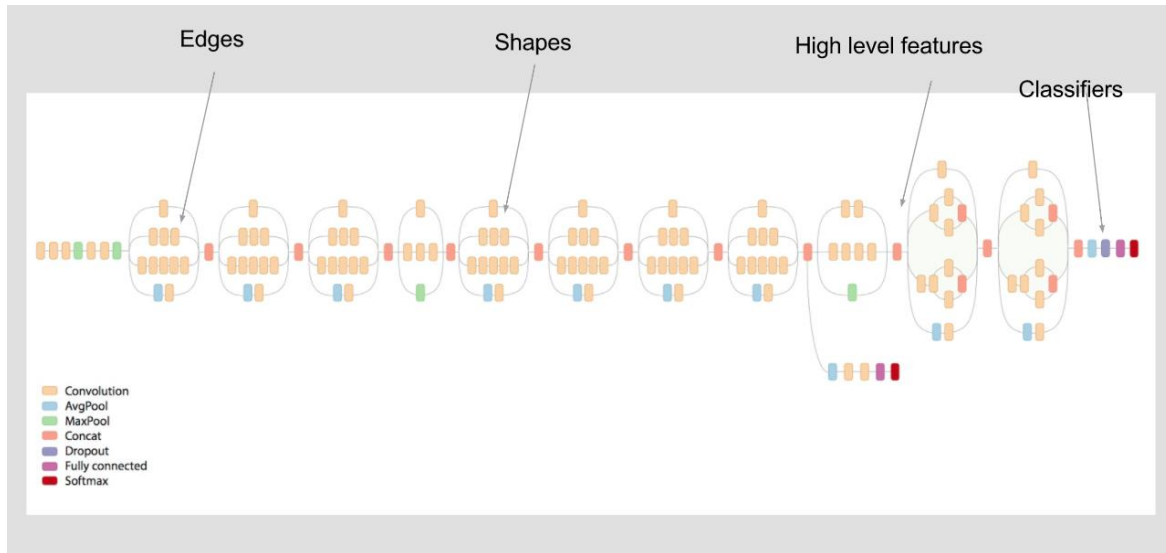 Edges
Shapes
High level features
Classifiers
Convolution
AvgPool
MaxPool
Concat
Dropout
Fully connected
Softmax